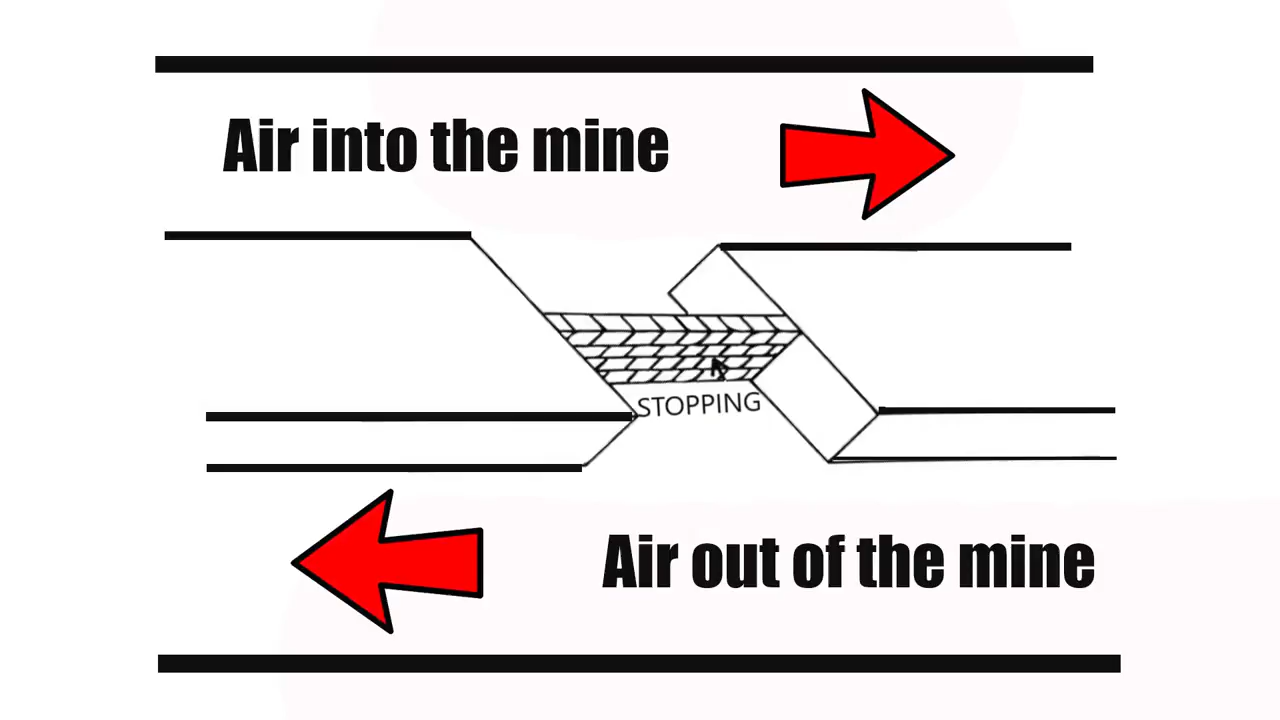 Air into the mine
STOPPING
Air out of the mine